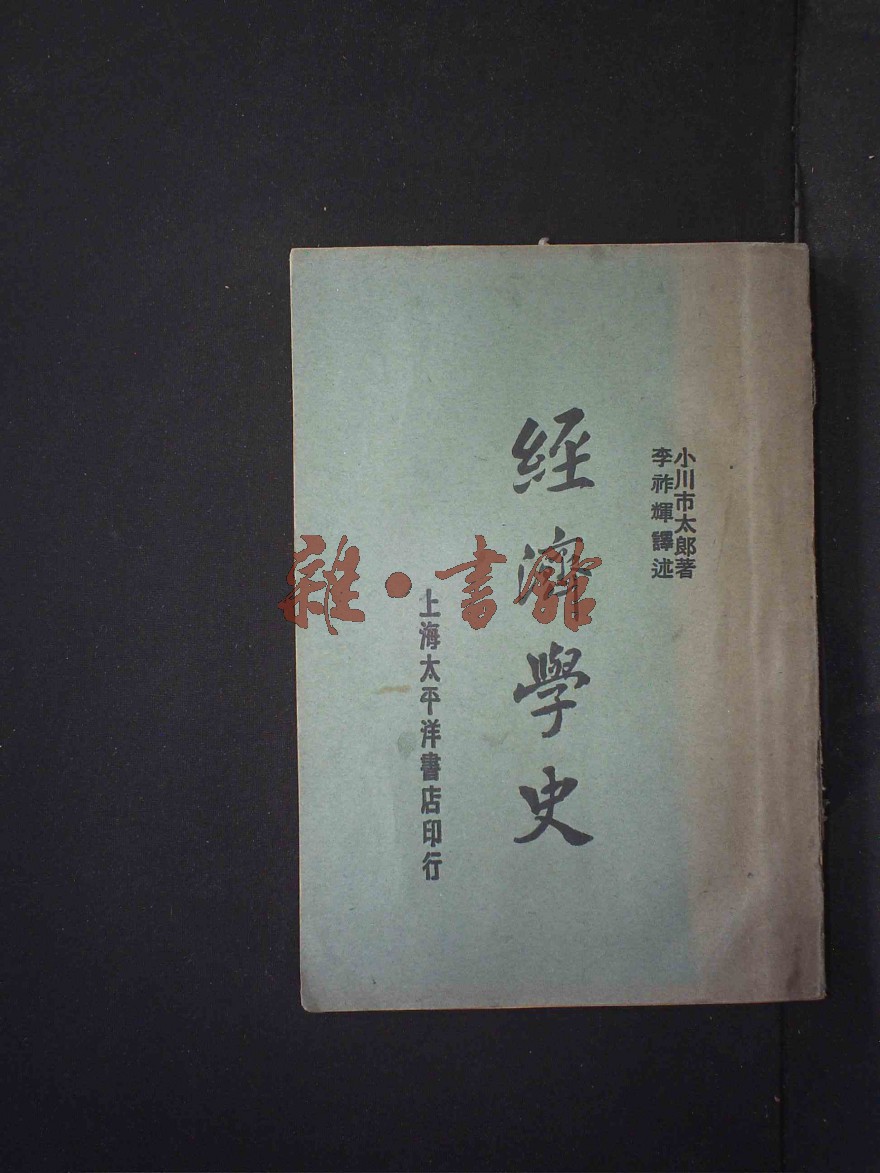 小川市太郎著
李祚輝譯述
經濟學史
上海太平洋書店印行
雜·書館